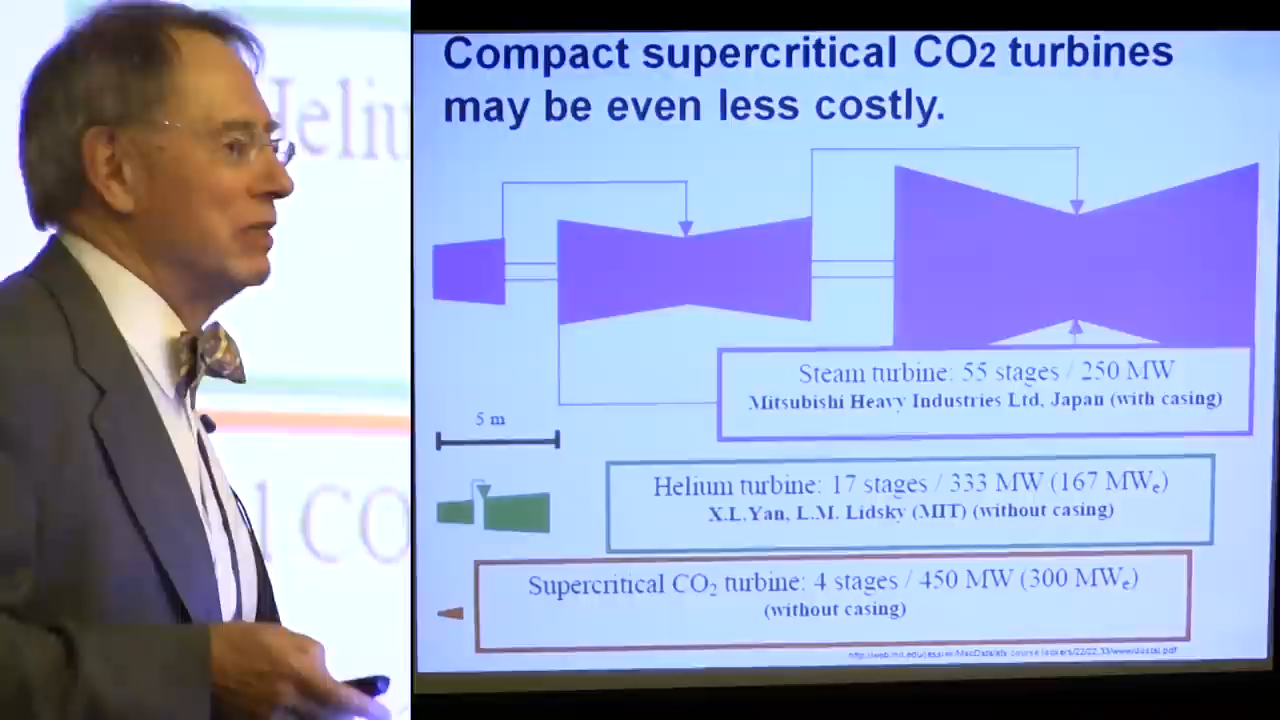 Compact supercritical CO2 turbines
may be even less costly.
Heliu
Steam turbine: 55 stages / 250 MW
Mitsubishi Heavy Industries Ltd, Japan (with casing)
5 m
Helium turbine: 17 stages / 333 MW (167 MWe)
X.L.Yan, L.M. Lidsky (MIT) (without casing)
l CO
Supercritical CO2 turbine: 4 stages / 450 MW (300 MWe)
(without casing)